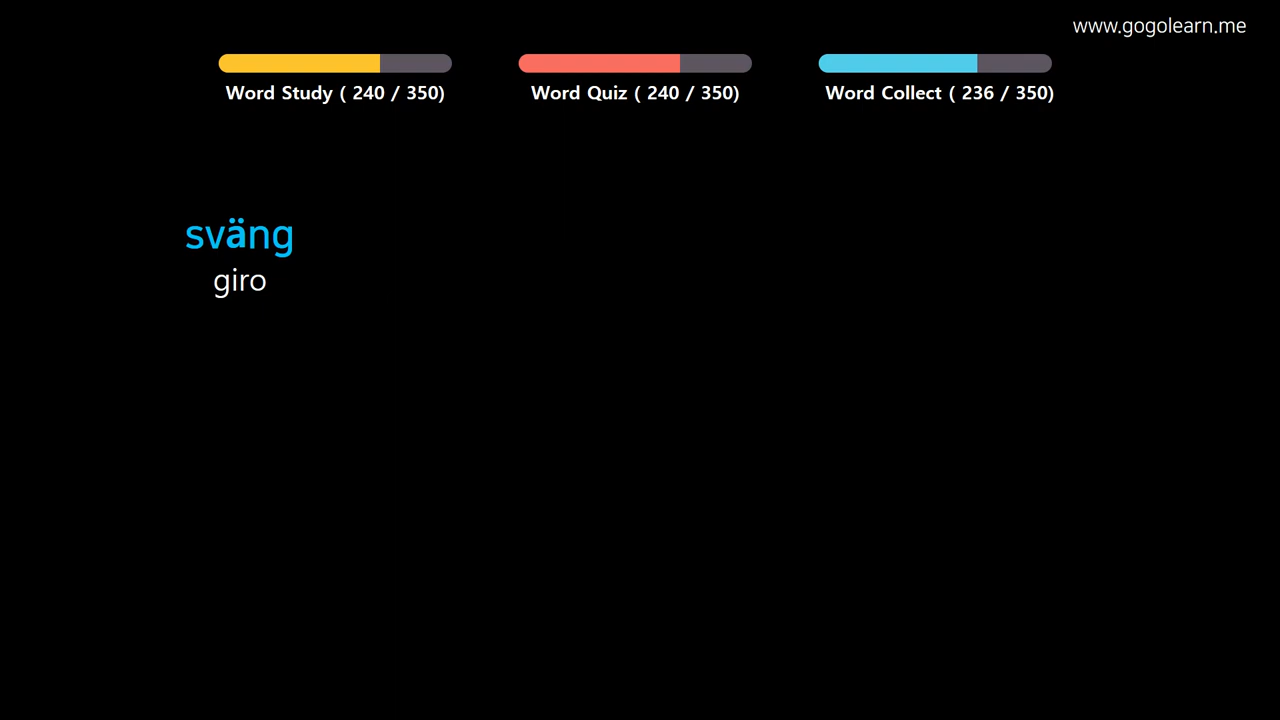 www.gogolearn.me
Word Study ( 240 / 350)
Word Quiz ( 240 / 350)
Word Collect ( 236 / 350)
sväng
giro